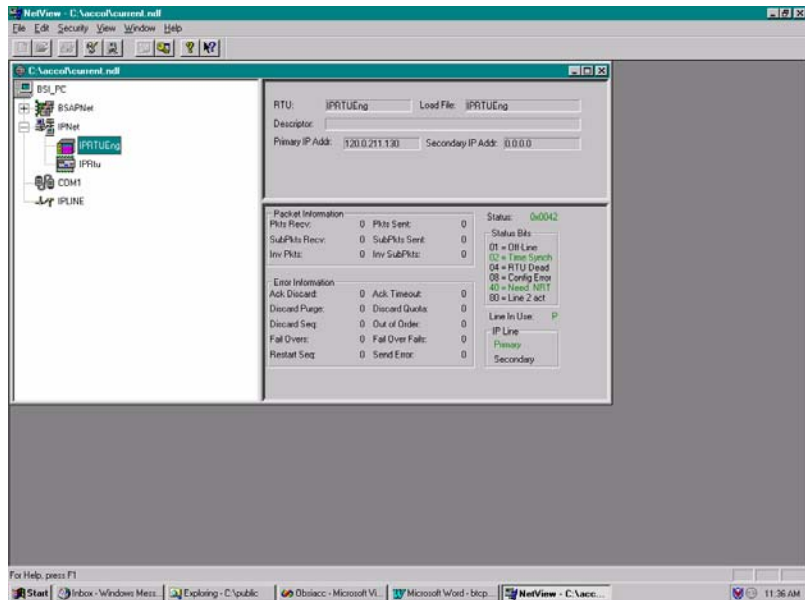 NetView - C:\accol\current.ndl
File Edit Security View Window Help
C:\accol\current.ndl
BSI_PC
BSAPNet
IPNet
IPRTUEng
IPRtu
COM1
IPLINE
RTU: IPRTUEng Load File: IPRTUEng
Descriptor:
Primary IP Addr: 120.0.211.130 Secondary IP Addr: 0.0.0.0
Packet Information
Pkts Recv: 0 Pkts Sent: 0
SubPkts Recv: 0 SubPkts Sent: 0
Inv Pkts: 0 Inv SubPkts: 0
Error Information
Ack Discard: 0 Ack Timeout: 0
Discard Purge: 0 Discard Quota: 0
Discard Seq: 0 Out of Order: 0
Fail Overs: 0 Fail Over Fails: 0
Restart Seq: 0 Send Error: 0
Status: 0x0042
Status Bits
01 = Off-Line
02 = Time Synch
04 = RTU Dead
08 = Config Error
40 = Need NRT
80 = Line 2 act
Line In Use: P
IP Line
Primary
Secondary
For Help, press F1
Start Inbox - Windows Mess... Exploring - C:\public Obsiacc - Microsoft Vi... Microsoft Word - btcp... NetView - C:\acc... 11:36 AM